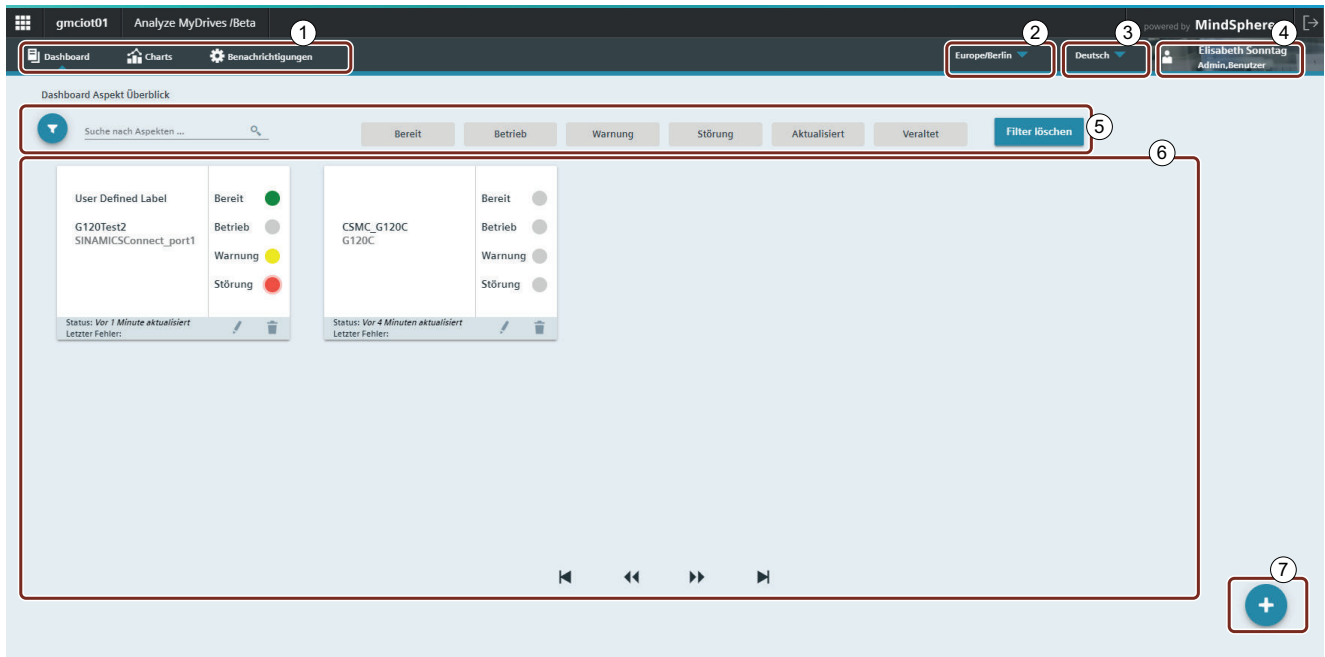 gmciot01 Analyze MyDrives /Beta powered by MindSphere
1 2 3 4
Dashboard Charts Benachrichtigungen Europe/Berlin Deutsch Elisabeth Sonntag
Admin,Benutzer
Dashboard Aspekt Überblick
Suche nach Aspekten ... Bereit Betrieb Warnung Störung Aktualisiert Veraltet Filter löschen 5
6
User Defined Label
G120Test2
SINAMICSConnect_port1
Bereit
Betrieb
Warnung
Störung
Status: Vor 1 Minute aktualisiert
Letzter Fehler:
CSMC_G120C
G120C
Bereit
Betrieb
Warnung
Störung
Status: Vor 4 Minuten aktualisiert
Letzter Fehler:
7
+